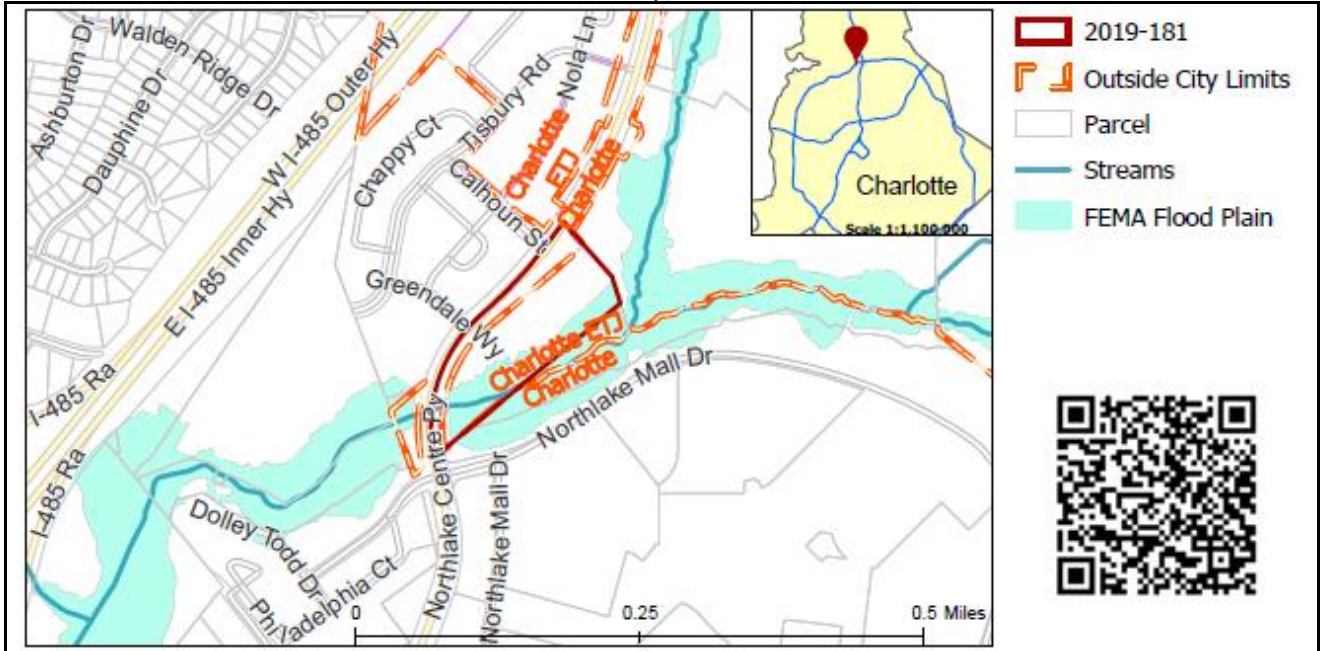 Ashburton Dr
Walden Ridge Dr
Dauphine Dr
W I-485 Outer Hy
E I-485 Inner Hy
Chappy Ct
Tisbury Rd
Nola Ln
Calhoun St
Charlotte ETJ
Charlotte
Greendale Wy
Charlotte ETJ
Charlotte
Northlake Mall Dr
I-485 Ra
I-485 Ra
Northlake Centre Py
Northlake Mall Dr
Dolley Todd Dr
Philadelphia Ct
0
0.25
0.5 Miles
Charlotte
Scale 1:1,100,000
2019-181
Outside City Limits
Parcel
Streams
FEMA Flood Plain